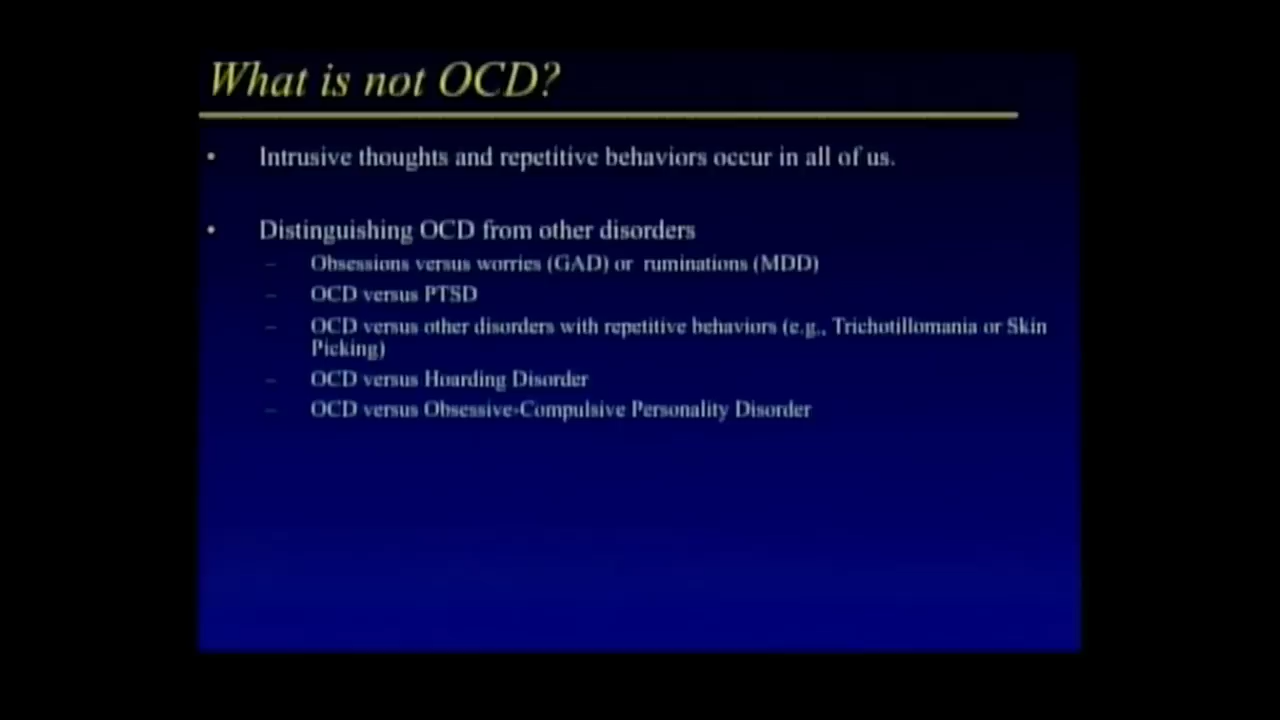 What is not OCD?
• Intrusive thoughts and repetitive behaviors occur in all of us.
• Distinguishing OCD from other disorders
– Obsessions versus worries (GAD) or ruminations (MDD)
– OCD versus PTSD
– OCD versus other disorders with repetitive behaviors (e.g., Trichotillomania or Skin
Picking)
– OCD versus Hoarding Disorder
– OCD versus Obsessive-Compulsive Personality Disorder